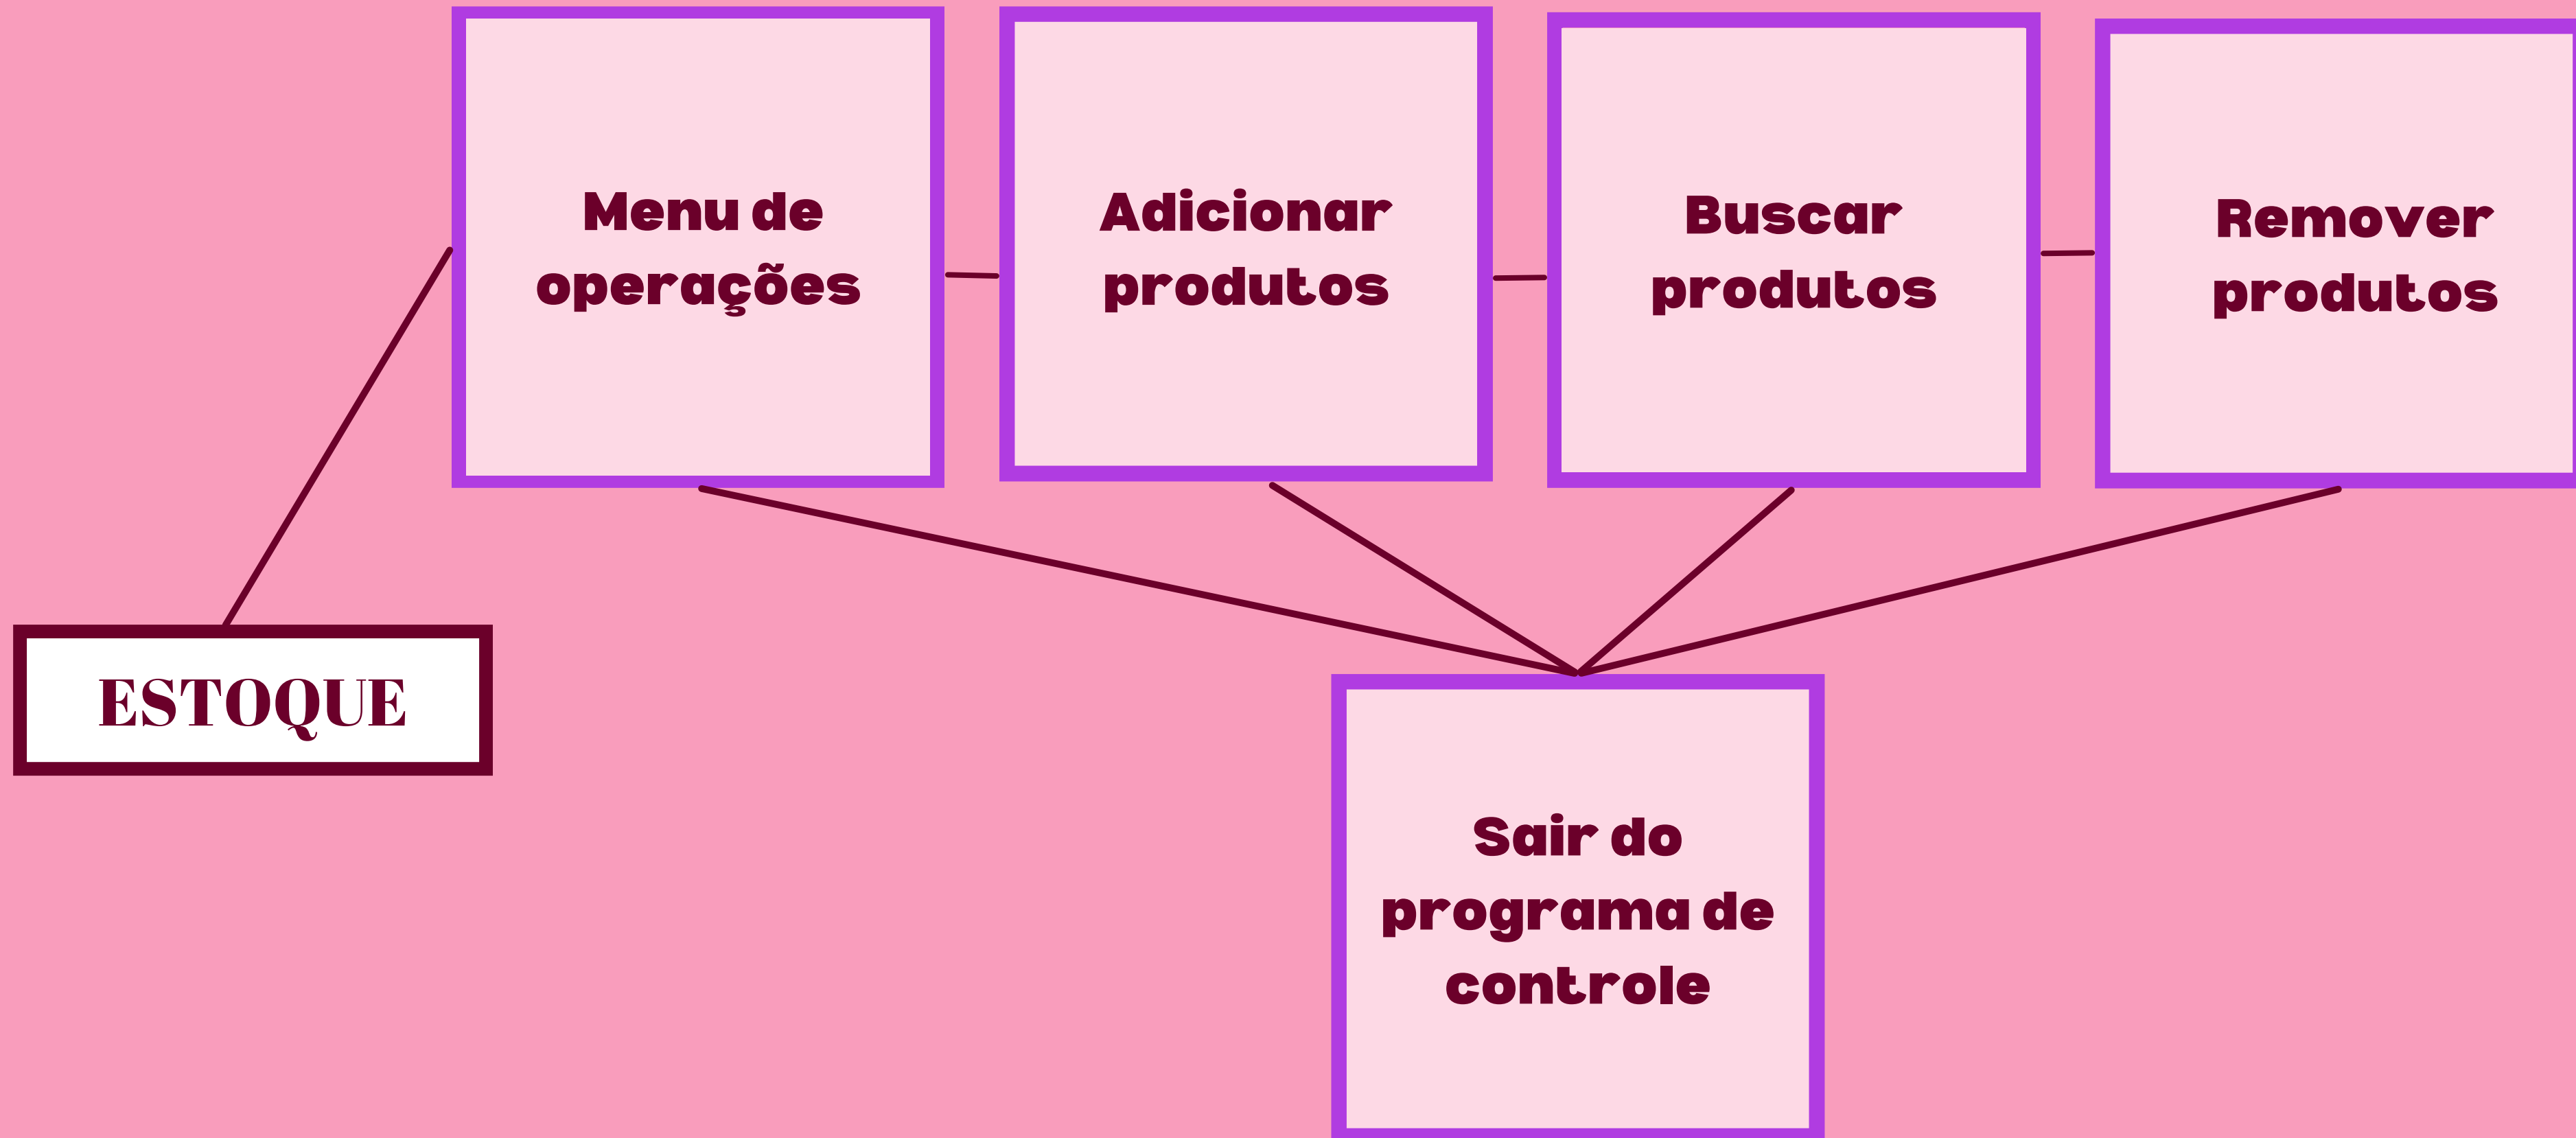 Menu de
operações
Adicionar
produtos
Buscar
produtos
Remover
produtos
ESTOQUE
Sair do
programa de
controle